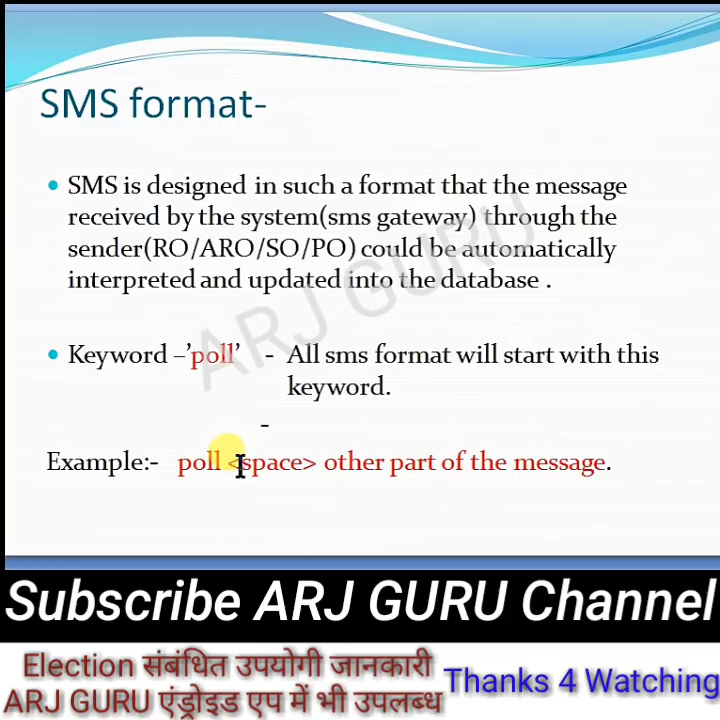 SMS format-
SMS is designed in such a format that the message
received by the system(sms gateway) through the
sender(RO/ARO/SO/PO) could be automatically
interpreted and updated into the database .
ARJ GURU
Keyword –’poll’ - All sms format will start with this
keyword.
-
Example:- poll <space> other part of the message.
Subscribe ARJ GURU Channel
Election संबंधित उपयोगी जानकारी
ARJ GURU एंड्रोइड एप में भी उपलब्ध
Thanks 4 Watching